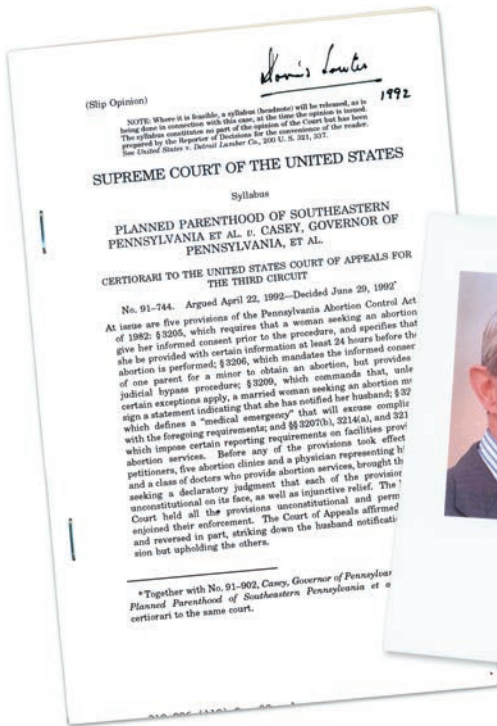 1992
(Slip Opinion)
NOTE: Where it is feasible, a syllabus (headnote) will be released, as is
being done in connection with this case, at the time the opinion is issued.
The syllabus constitutes no part of the opinion of the Court but has been
prepared by the Reporter of Decisions for the convenience of the reader.
See United States v. Detroit Lumber Co., 200 U. S. 321, 337.
SUPREME COURT OF THE UNITED STATES
Syllabus
PLANNED PARENTHOOD OF SOUTHEASTERN
PENNSYLVANIA ET AL. v. CASEY, GOVERNOR OF
PENNSYLVANIA, ET AL.
CERTIORARI TO THE UNITED STATES COURT OF APPEALS FOR
THE THIRD CIRCUIT
No. 91–744. Argued April 22, 1992—Decided June 29, 1992*
At issue are five provisions of the Pennsylvania Abortion Control Act
of 1982: § 3205, which requires that a woman seeking an abortion
give her informed consent prior to the procedure, and specifies that
she be provided with certain information at least 24 hours before the
abortion is performed; § 3206, which mandates the informed consent
of one parent for a minor to obtain an abortion, but provides
judicial bypass procedure; § 3209, which commands that, unle
certain exceptions apply, a married woman seeking an abortion m
sign a statement indicating that she has notified her husband; § 32
which defines a “medical emergency” that will excuse complia
with the foregoing requirements; and §§ 3207(b), 3214(a), and 321
which impose certain reporting requirements on facilities provi
abortion services. Before any of the provisions took effect
petitioners, five abortion clinics and a physician representing hi
and a class of doctors who provide abortion services, brought th
seeking a declaratory judgment that each of the provision
unconstitutional on its face, as well as injunctive relief. The
Court held all the provisions unconstitutional and perm
enjoined their enforcement. The Court of Appeals affirmed
and reversed in part, striking down the husband notificati
sion but upholding the others.
*Together with No. 91–902, Casey, Governor of Pennsylvan
Planned Parenthood of Southeastern Pennsylvania et a
certiorari to the same court.